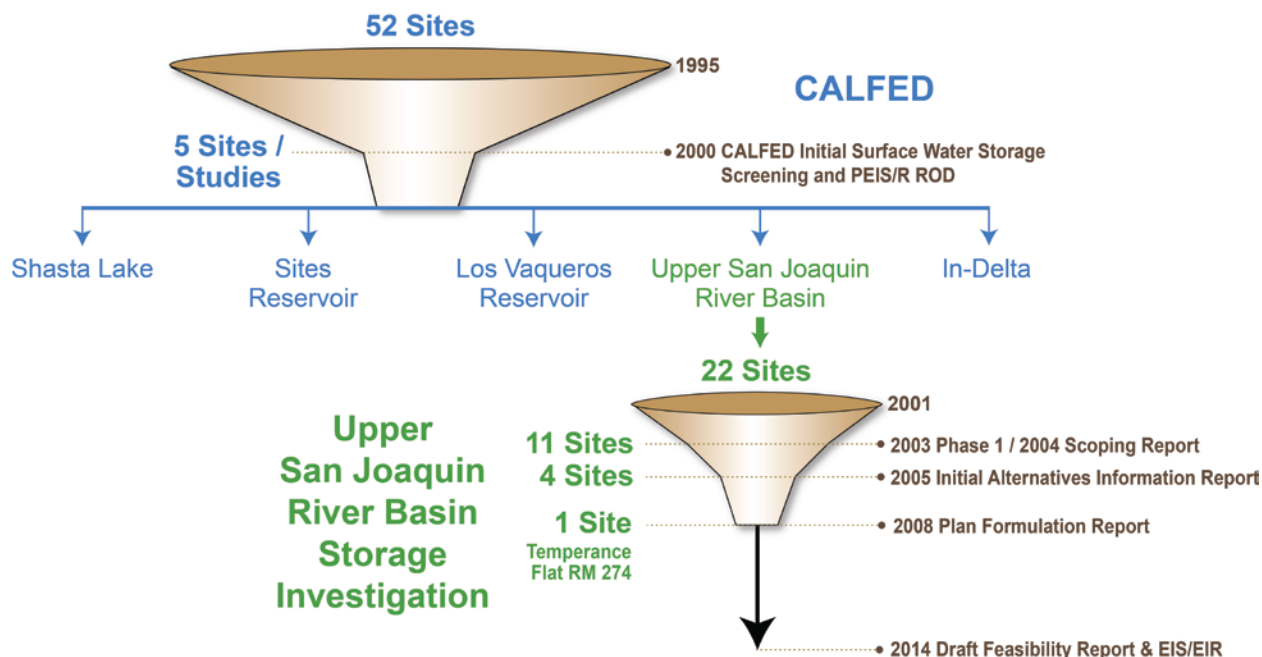 52 Sites
1995
CALFED
5 Sites /
Studies
2000 CALFED Initial Surface Water Storage
Screening and PEIS/R ROD
Shasta Lake
Sites
Reservoir
Los Vaqueros
Reservoir
Upper San Joaquin
River Basin
In-Delta
22 Sites
2001
Upper
San Joaquin
River Basin
Storage
Investigation
11 Sites
2003 Phase 1 / 2004 Scoping Report
4 Sites
2005 Initial Alternatives Information Report
1 Site
Temperance
Flat RM 274
2008 Plan Formulation Report
2014 Draft Feasibility Report & EIS/EIR